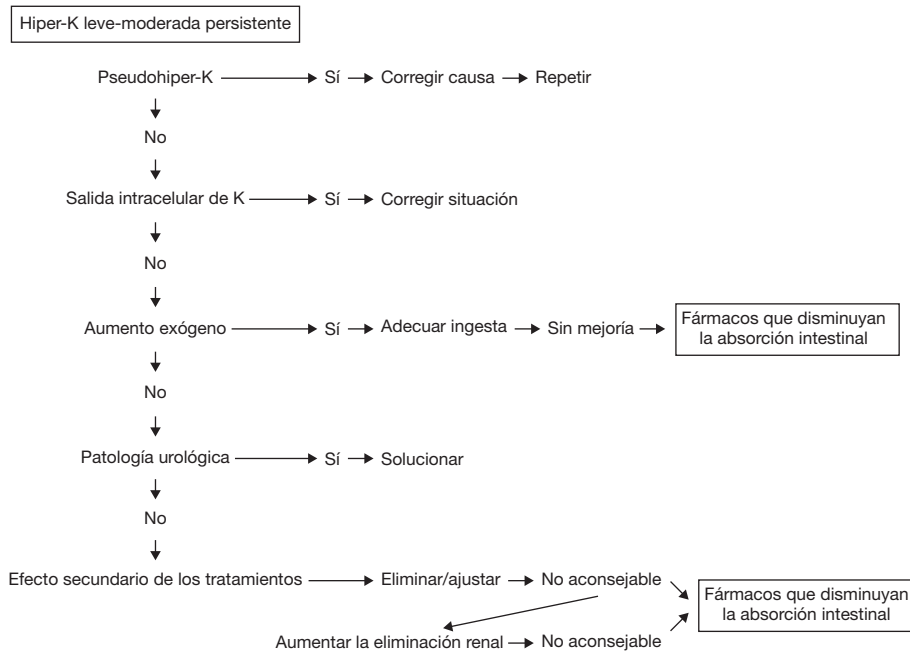 Hiper-K leve-moderada persistente
Pseudohiper-K Sí Corregir causa Repetir
No
Salida intracelular de K Sí Corregir situación
No
Aumento exógeno Sí Adecuar ingesta Sin mejoría Fármacos que disminuyan
la absorción intestinal
No
Patología urológica Sí Solucionar
No
Efecto secundario de los tratamientos Eliminar/ajustar No aconsejable Fármacos que disminuyan
la absorción intestinal
Aumentar la eliminación renal No aconsejable